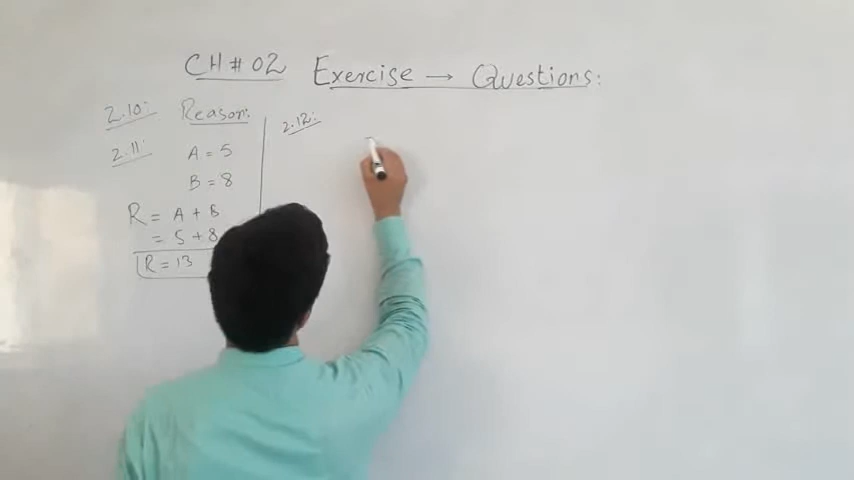 CH # 02 Exercise → Questions:
2.10: Reason:
2.11: A = 5
B = 8
R = A + B
= 5 + 8
R = 13
2.12: